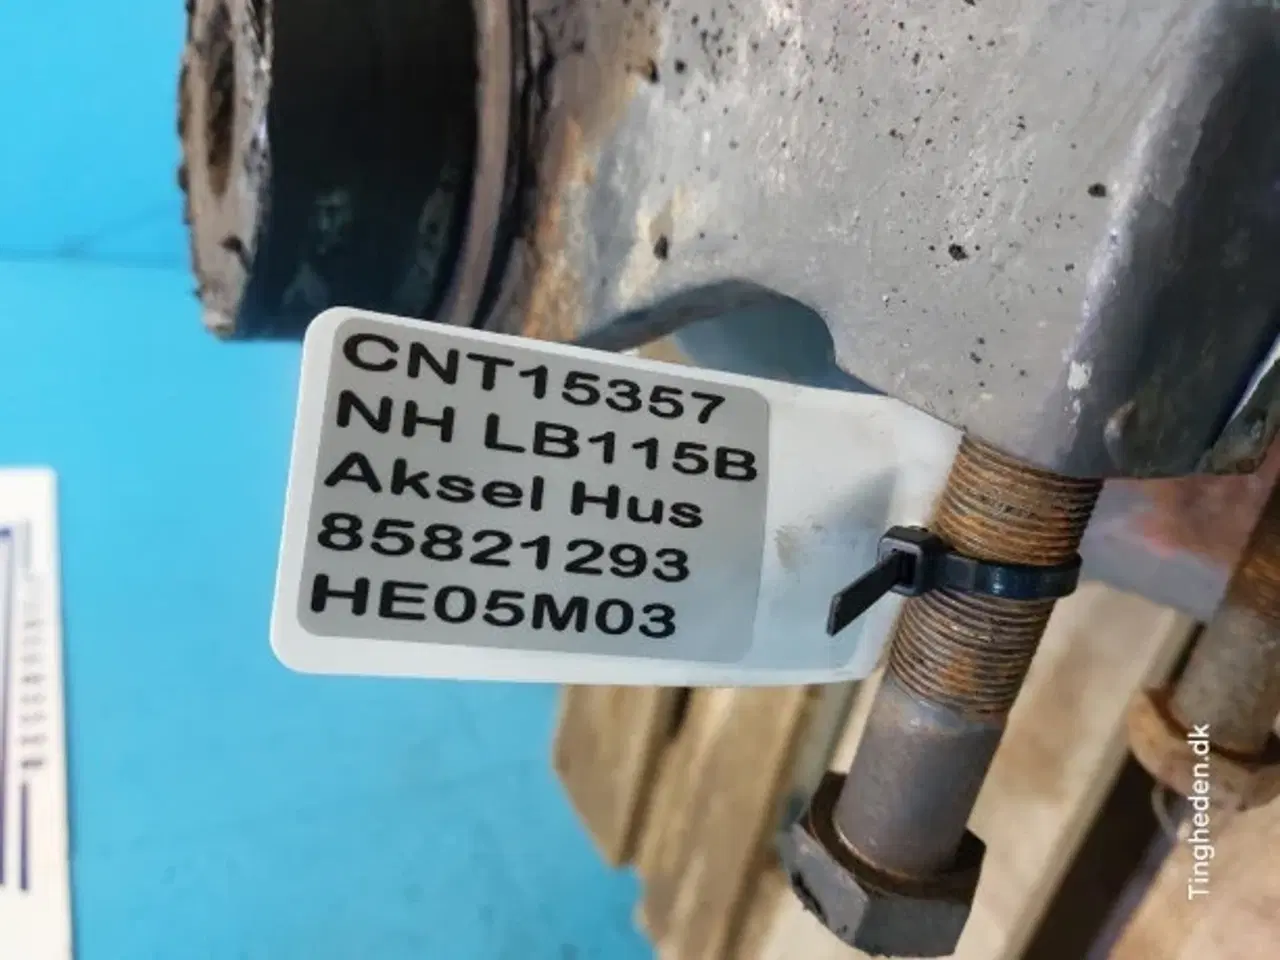 CNT15357
NH LB115B
Aksel Hus
85821293
HE05M03
Tingheden.dk